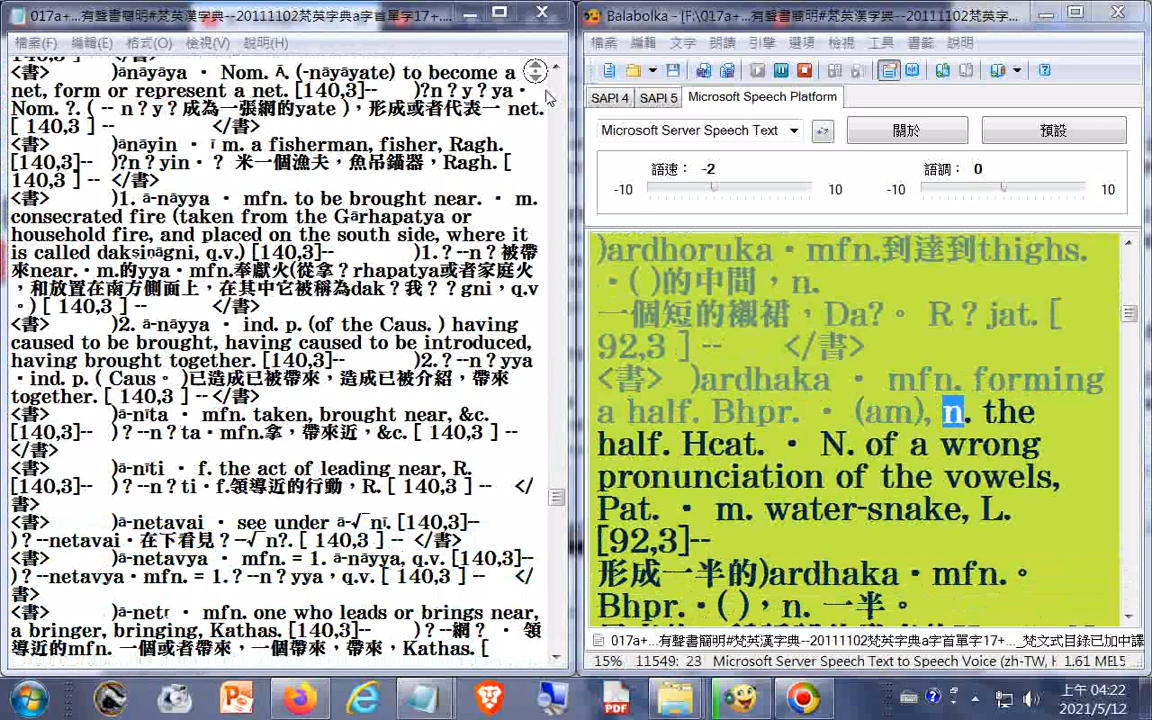 有聲書簡明#梵英漢字典--20111102梵英字典a字首單字17+...
檔案(F) 編輯(E) 格式(O) 檢視(V) 說明(H)
<書> )ānāyāya · Nom. Ā. (-nāyāyate) to become a
net, form or represent a net. [140,3]-- )?n?y?ya·
Nom. ?. ( -- n?y?成為一張網的yate ), 形成或者代表一 net.
[ 140,3 ] -- </書>
<書> )ānāyin · ī m. a fisherman, fisher, Ragh.
[140,3]-- )?n?yin·? 米一個漁夫,魚吊錨器,Ragh. [
140,3 ] -- </書>
<書> )1. ā-nāyya · mfn. to be brought near. · m.
consecrated fire (taken from the Gārhapatya or
household fire, and placed on the south side, where it
is called dakṣiṇāgni, q.v.) [140,3]-- )1.?--n?yya·mfn.被帶
來near.·m.的yya·mfn.奉獻火(從拿?rhapatya或者家庭火
,和放置在南方側面上,在其中它被稱為dak?我??gni,q.v
。) [ 140,3 ] -- </書>
<書> )2. ā-nāyya · ind. p. (of the Caus. ) having
caused to be brought, having caused to be introduced,
having brought together. [140,3]-- )2.?--n?yya
·ind. p. ( Caus。)已造成已被帶來,造成已被介紹,帶來
together. [ 140,3 ] -- </書>
<書> )ā-nīta · mfn. taken, brought near, &c.
[140,3]-- )?--n?ta·mfn.拿,帶來近,&c. [ 140,3 ] --
</書>
<書> )ā-nīti · f. the act of leading near, R.
[140,3]-- )?--n?ti·f.領導近的行動,R. [ 140,3 ] -- </
書>
<書> )ā-netavai · see under ā-√nī. [140,3]--
)?--netavai·在下看見?--√n?. [ 140,3 ] -- </書>
<書> )ā-netavya · mfn. = 1. ā-nāyya, q.v. [140,3]--
)?--netavya·mfn. = 1.?--n?yya,q.v. [ 140,3 ] -- </
書>
<書> )ā-netṛ · mfn. one who leads or brings near,
a bringer, bringing, Kathas. [140,3]-- )?--網? · 領
導近的mfn. 一個或者帶來,一個帶來,帶來,Kathas. [
Balabolka - [F:\017a+...有聲書簡明#梵英漢字典--20111102梵英字...
檔案 編輯 文字 朗讀 引擎 選項 檢視 工具 書籤 說明
SAPI 4 SAPI 5 Microsoft Speech Platform
Microsoft Server Speech Text 關於 預設
語速: -2 語調: 0
-10 10 -10 10
)ardhoruka·mfn.到達到thighs.
·( )的中間,n.
一個短的襯裙,Da?。 R?jat. [
92,3 ] -- </書>
<書> )ardhaka · mfn. forming
a half. Bhpr. · (am), n. the
half. Hcat. · N. of a wrong
pronunciation of the vowels,
Pat. · m. water-snake, L.
[92,3]--
形成一半的)ardhaka·mfn.。
Bhpr.·( ),n. 一半。
017a+...有聲書簡明#梵英漢字典--20111102梵英字典a字首單字17+..._梵文式目錄已加中譯
15% 11549: 23 Microsoft Server Speech Text to Speech Voice (zh-TW, H 1.61 МБ
上午 04:22
2021/5/12